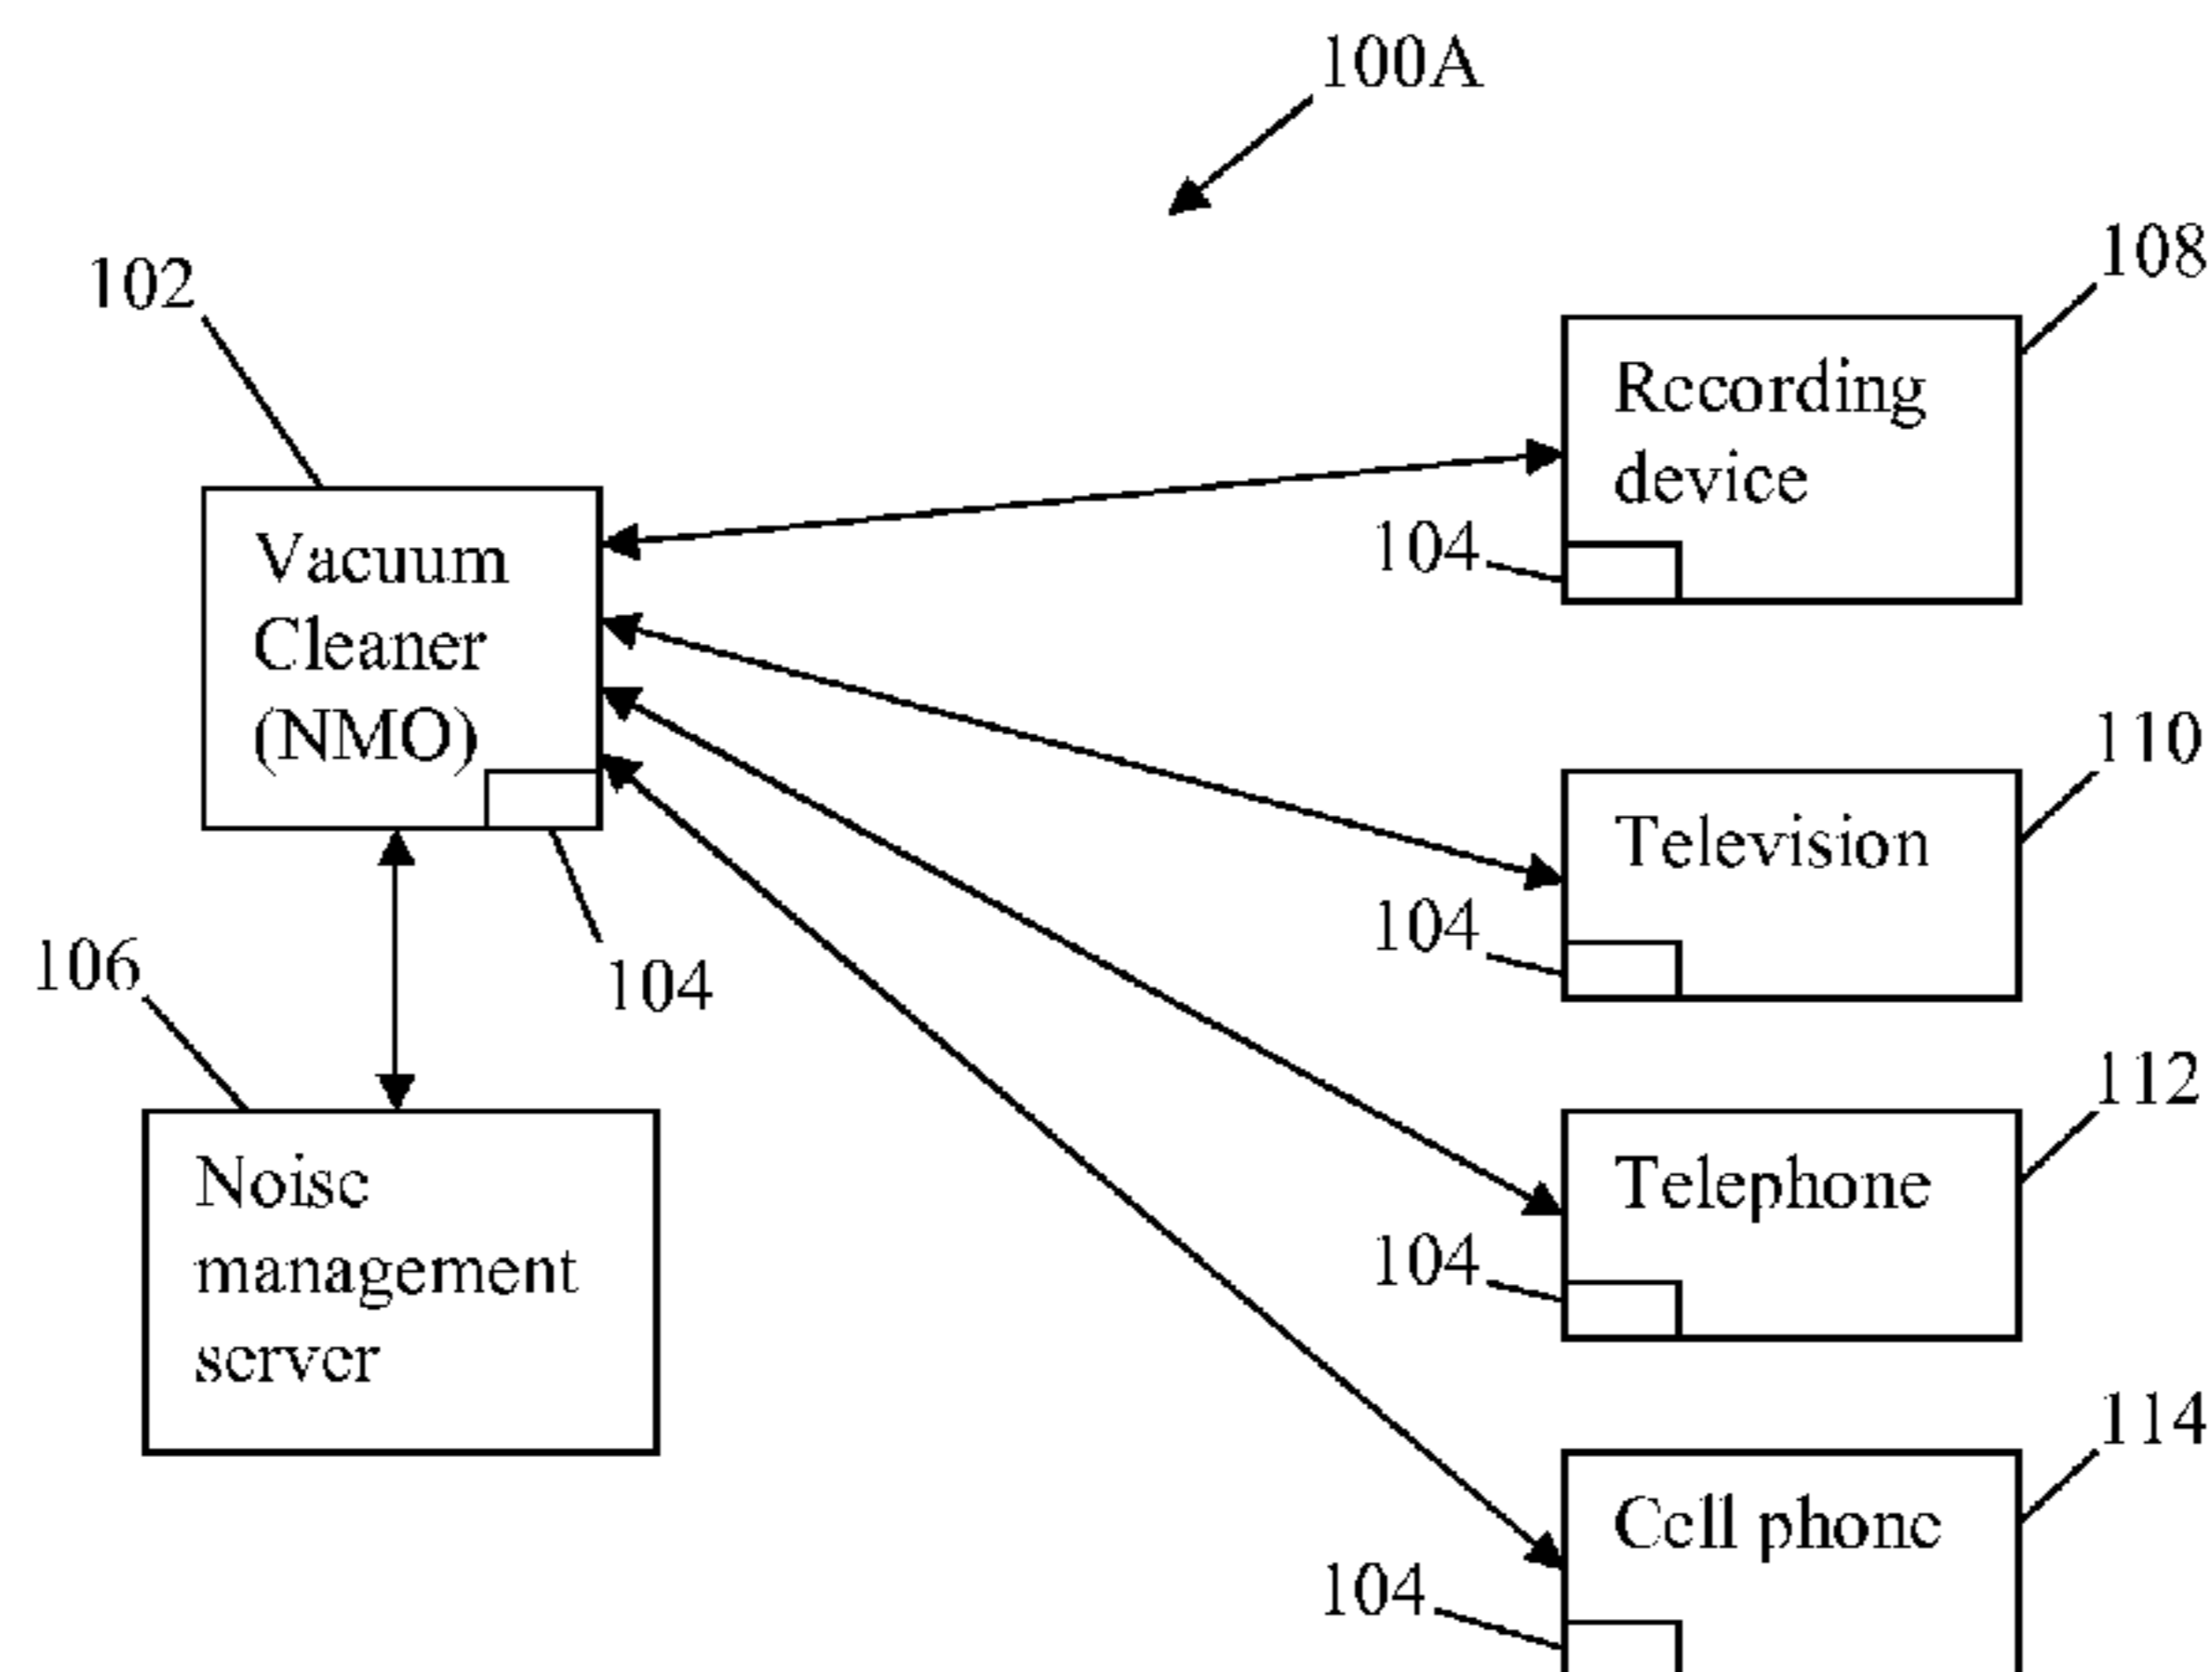 100A
102
108
Vacuum
Cleaner
(NMO)
Recording
device
104
110
Television
104
106
104
112
Telephone
104
Noise
management
server
114
Cell phone
104